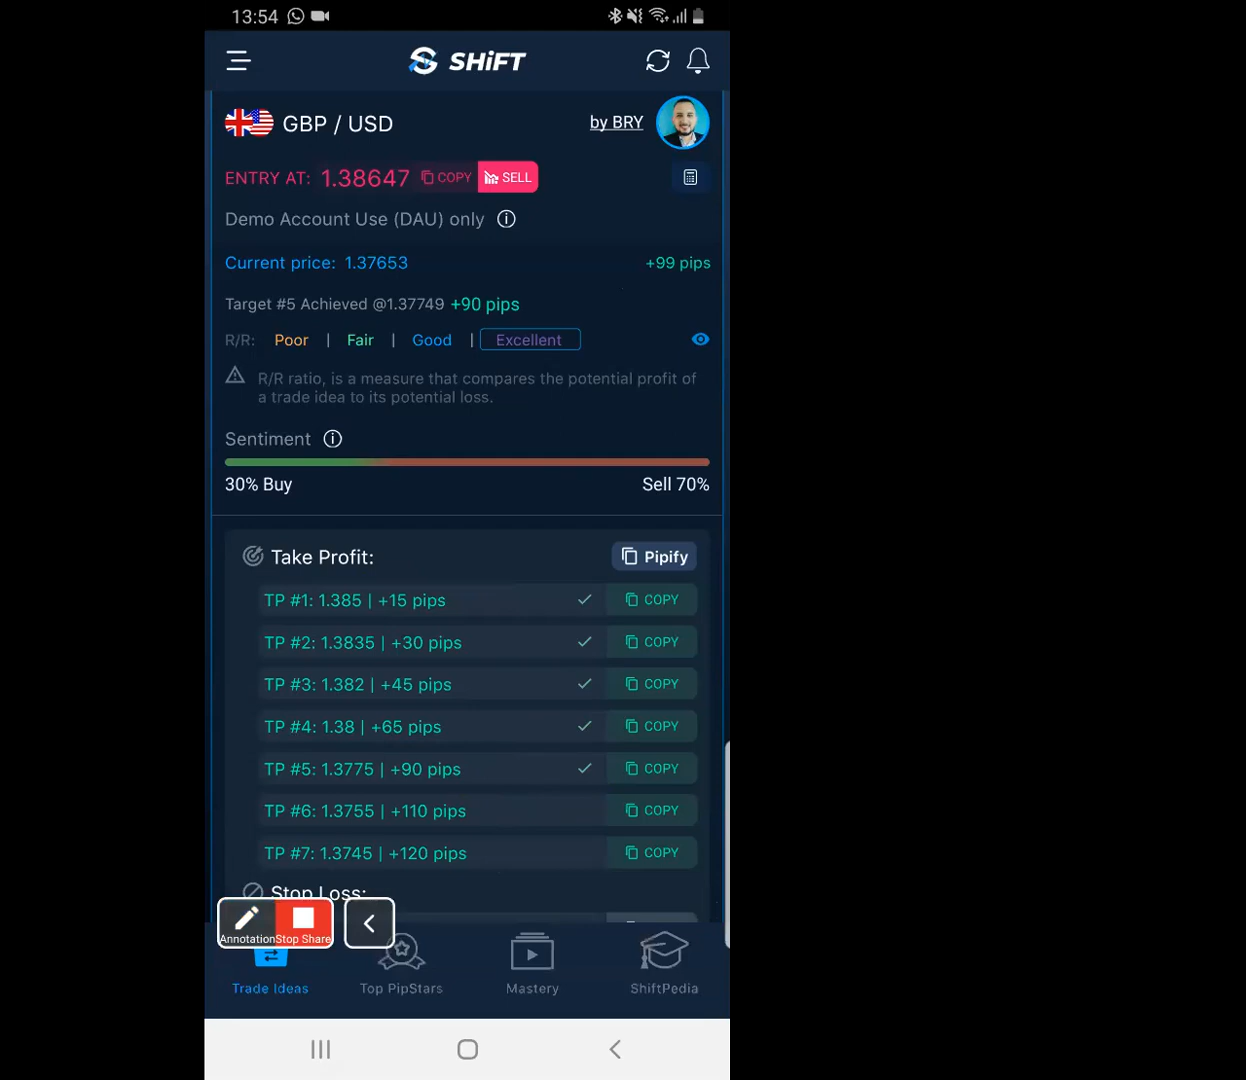 13:54
SHiFT
GBP / USD
by BRY
ENTRY AT: 1.38647 COPY SELL
Demo Account Use (DAU) only
Current price: 1.37653 +99 pips
Target #5 Achieved @1.37749 +90 pips
R/R: Poor | Fair | Good | Excellent
R/R ratio, is a measure that compares the potential profit of
a trade idea to its potential loss.
Sentiment
30% Buy Sell 70%
Take Profit: Pipify
TP #1: 1.385 | +15 pips COPY
TP #2: 1.3835 | +30 pips COPY
TP #3: 1.382 | +45 pips COPY
TP #4: 1.38 | +65 pips COPY
TP #5: 1.3775 | +90 pips COPY
TP #6: 1.3755 | +110 pips COPY
TP #7: 1.3745 | +120 pips COPY
Stop Loss:
Annotation Stop Share
Trade Ideas Top PipStars Mastery ShiftPedia